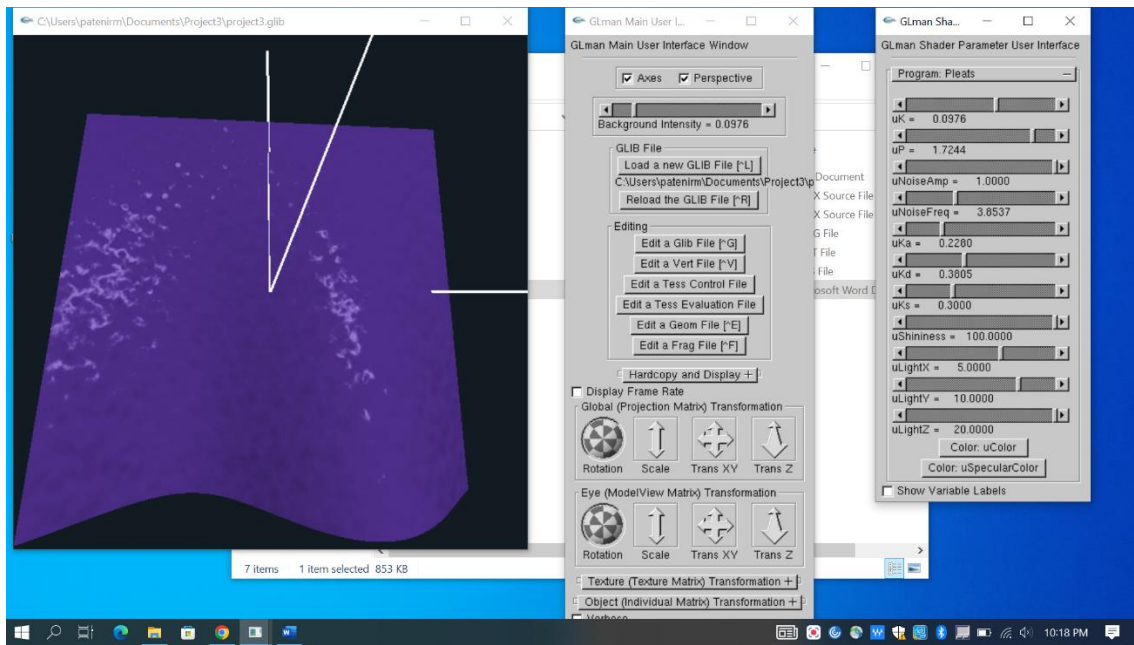 C:\Users\patenirm\Documents\Project3\project3.glib
GLman Main User I...
GLman Main User Interface Window
Axes
Perspective
Background Intensity = 0.0976
GLIB File
Load a new GLIB File [^L]
C:\Users\patenirm\Documents\Project3\p
Reload the GLIB File [^R]
Editing
Edit a Glib File [^G]
Edit a Vert File [^V]
Edit a Tess Control File
Edit a Tess Evaluation File
Edit a Geom File [^E]
Edit a Frag File [^F]
Hardcopy and Display +
Display Frame Rate
Global (Projection Matrix) Transformation
Rotation Scale Trans XY Trans Z
Eye (ModelView Matrix) Transformation
Rotation Scale Trans XY Trans Z
Texture (Texture Matrix) Transformation +
Object (Individual Matrix) Transformation +
Verbose
Document
X Source File
X Source File
G File
T File
File
osoft Word D
GLman Sha...
GLman Shader Parameter User Interface
Program: Pleats
uK = 0.0976
uP = 1.7244
uNoiseAmp = 1.0000
uNoiseFreq = 3.8537
uKa = 0.2280
uKd = 0.3805
uKs = 0.3000
uShininess = 100.0000
uLightX = 5.0000
uLightY = 10.0000
uLightZ = 20.0000
Color: uColor
Color: uSpecularColor
Show Variable Labels
7 items 1 item selected 853 KB
10:18 PM